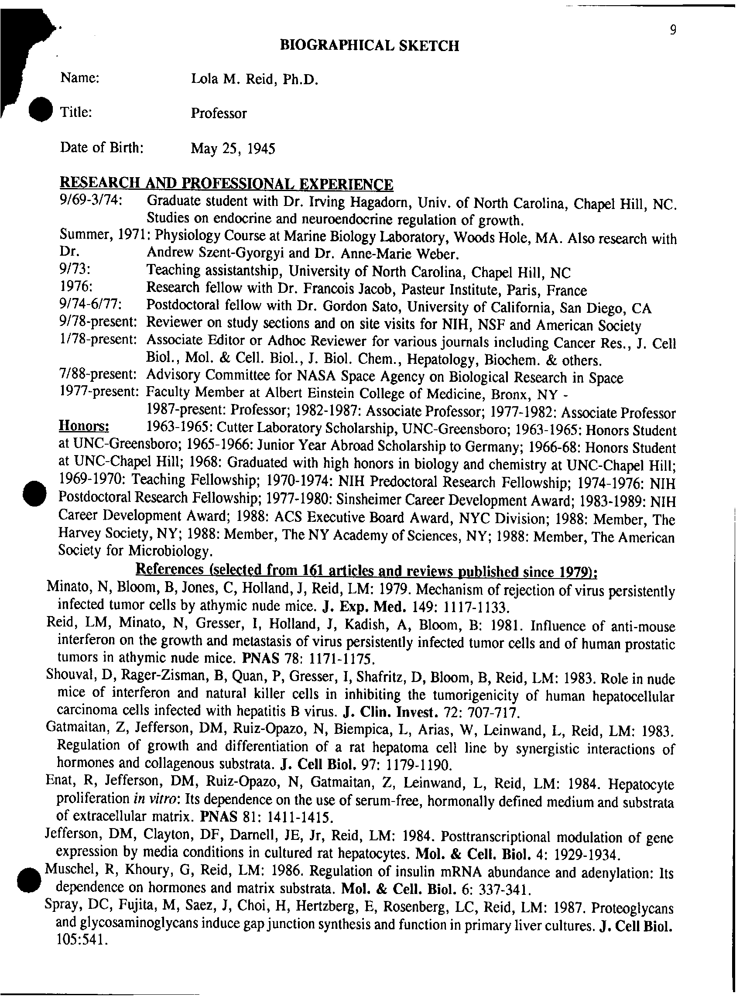 9
BIOGRAPHICAL SKETCH
Name: Lola M. Reid, Ph.D.
Title: Professor
Date of Birth: May 25, 1945
RESEARCH AND PROFESSIONAL EXPERIENCE
9/69-3/74: Graduate student with Dr. Irving Hagadorn, Univ. of North Carolina, Chapel Hill, NC.
Studies on endocrine and neuroendocrine regulation of growth.
Summer, 1971: Physiology Course at Marine Biology Laboratory, Woods Hole, MA. Also research with
Dr. Andrew Szent-Gyorgyi and Dr. Anne-Marie Weber.
9/73: Teaching assistantship, University of North Carolina, Chapel Hill, NC
1976: Research fellow with Dr. Francois Jacob, Pasteur Institute, Paris, France
9/74-6/77: Postdoctoral fellow with Dr. Gordon Sato, University of California, San Diego, CA
9/78-present: Reviewer on study sections and on site visits for NIH, NSF and American Society
1/78-present: Associate Editor or Adhoc Reviewer for various journals including Cancer Res., J. Cell
Biol., Mol. & Cell. Biol., J. Biol. Chem., Hepatology, Biochem. & others.
7/88-present: Advisory Committee for NASA Space Agency on Biological Research in Space
1977-present: Faculty Member at Albert Einstein College of Medicine, Bronx, NY -
1987-present: Professor; 1982-1987: Associate Professor; 1977-1982: Associate Professor
Honors: 1963-1965: Cutter Laboratory Scholarship, UNC-Greensboro; 1963-1965: Honors Student
at UNC-Greensboro; 1965-1966: Junior Year Abroad Scholarship to Germany; 1966-68: Honors Student
at UNC-Chapel Hill; 1968: Graduated with high honors in biology and chemistry at UNC-Chapel Hill;
1969-1970: Teaching Fellowship; 1970-1974: NIH Predoctoral Research Fellowship; 1974-1976: NIH
Postdoctoral Research Fellowship; 1977-1980: Sinsheimer Career Development Award; 1983-1989: NIH
Career Development Award; 1988: ACS Executive Board Award, NYC Division; 1988: Member, The
Harvey Society, NY; 1988: Member, The NY Academy of Sciences, NY; 1988: Member, The American
Society for Microbiology.
References (selected from 161 articles and reviews published since 1979):
Minato, N, Bloom, B, Jones, C, Holland, J, Reid, LM: 1979. Mechanism of rejection of virus persistently
infected tumor cells by athymic nude mice. J. Exp. Med. 149: 1117-1133.
Reid, LM, Minato, N, Gresser, I, Holland, J, Kadish, A, Bloom, B: 1981. Influence of anti-mouse
interferon on the growth and metastasis of virus persistently infected tumor cells and of human prostatic
tumors in athymic nude mice. PNAS 78: 1171-1175.
Shouval, D, Rager-Zisman, B, Quan, P, Gresser, I, Shafritz, D, Bloom, B, Reid, LM: 1983. Role in nude
mice of interferon and natural killer cells in inhibiting the tumorigenicity of human hepatocellular
carcinoma cells infected with hepatitis B virus. J. Clin. Invest. 72: 707-717.
Gatmaitan, Z, Jefferson, DM, Ruiz-Opazo, N, Biempica, L, Arias, W, Leinwand, L, Reid, LM: 1983.
Regulation of growth and differentiation of a rat hepatoma cell line by synergistic interactions of
hormones and collagenous substrata. J. Cell Biol. 97: 1179-1190.
Enat, R, Jefferson, DM, Ruiz-Opazo, N, Gatmaitan, Z, Leinwand, L, Reid, LM: 1984. Hepatocyte
proliferation in vitro: Its dependence on the use of serum-free, hormonally defined medium and substrata
of extracellular matrix. PNAS 81: 1411-1415.
Jefferson, DM, Clayton, DF, Darnell, JE, Jr, Reid, LM: 1984. Posttranscriptional modulation of gene
expression by media conditions in cultured rat hepatocytes. Mol. & Cell. Biol. 4: 1929-1934.
Muschel, R, Khoury, G, Reid, LM: 1986. Regulation of insulin mRNA abundance and adenylation: Its
dependence on hormones and matrix substrata. Mol. & Cell. Biol. 6: 337-341.
Spray, DC, Fujita, M, Saez, J, Choi, H, Hertzberg, E, Rosenberg, LC, Reid, LM: 1987. Proteoglycans
and glycosaminoglycans induce gap junction synthesis and function in primary liver cultures. J. Cell Biol.
105:541.